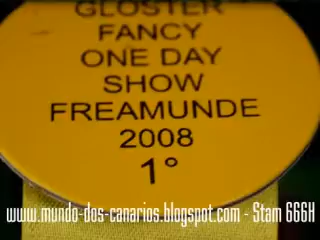 GLOSTER
FANCY
ONE DAY
SHOW
FREAMUNDE
2008
1°
www.mundo-dos-canarios.blogspot.com - Stam 666H